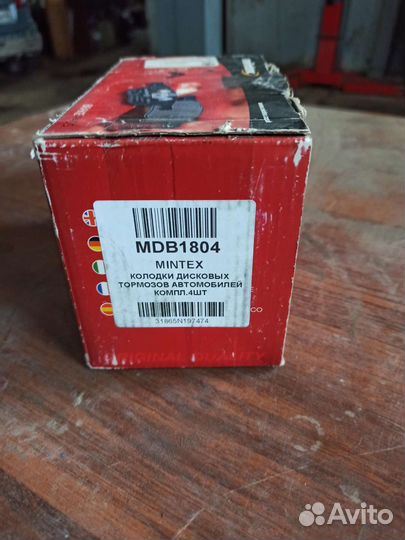 MDB1804
MINTEX
КОЛОДКИ ДИСКОВЫХ
ТОРМОЗОВ АВТОМОБИЛЕЙ
КОМПЛ.4ШТ
31865N197474
Avito